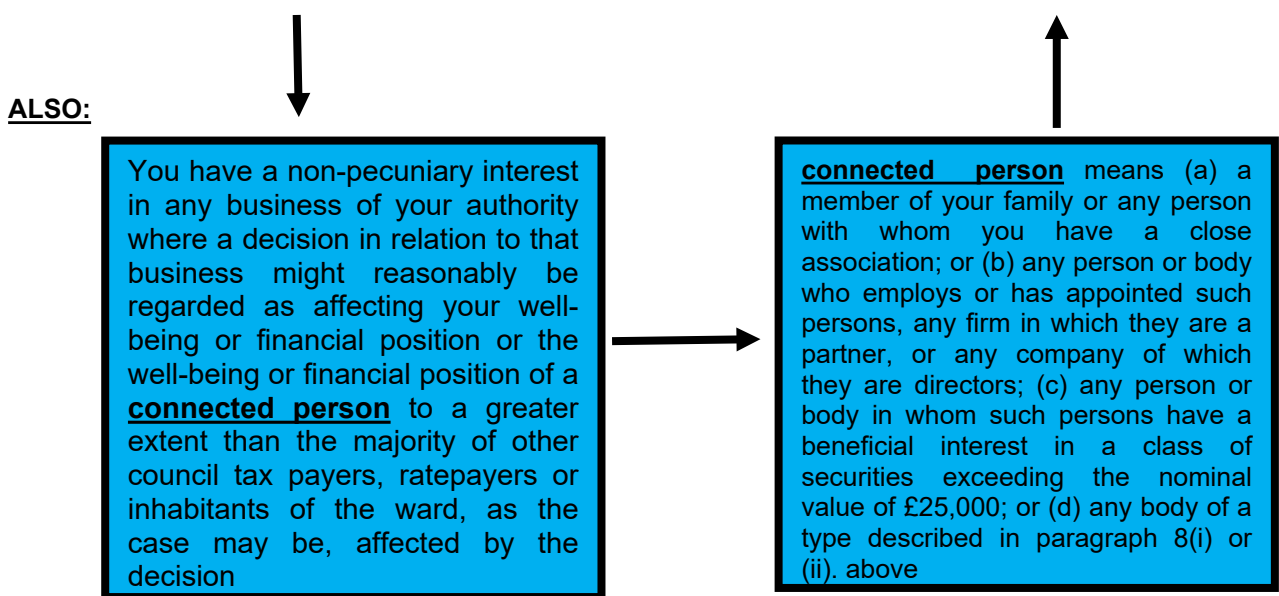 ALSO:
You have a non-pecuniary interest
in any business of your authority
where a decision in relation to that
business might reasonably be
regarded as affecting your well-
being or financial position or the
well-being or financial position of a
connected person to a greater
extent than the majority of other
council tax payers, ratepayers or
inhabitants of the ward, as the
case may be, affected by the
decision
connected person means (a) a
member of your family or any person
with whom you have a close
association; or (b) any person or body
who employs or has appointed such
persons, any firm in which they are a
partner, or any company of which
they are directors; (c) any person or
body in whom such persons have a
beneficial interest in a class of
securities exceeding the nominal
value of £25,000; or (d) any body of a
type described in paragraph 8(i) or
(ii). above